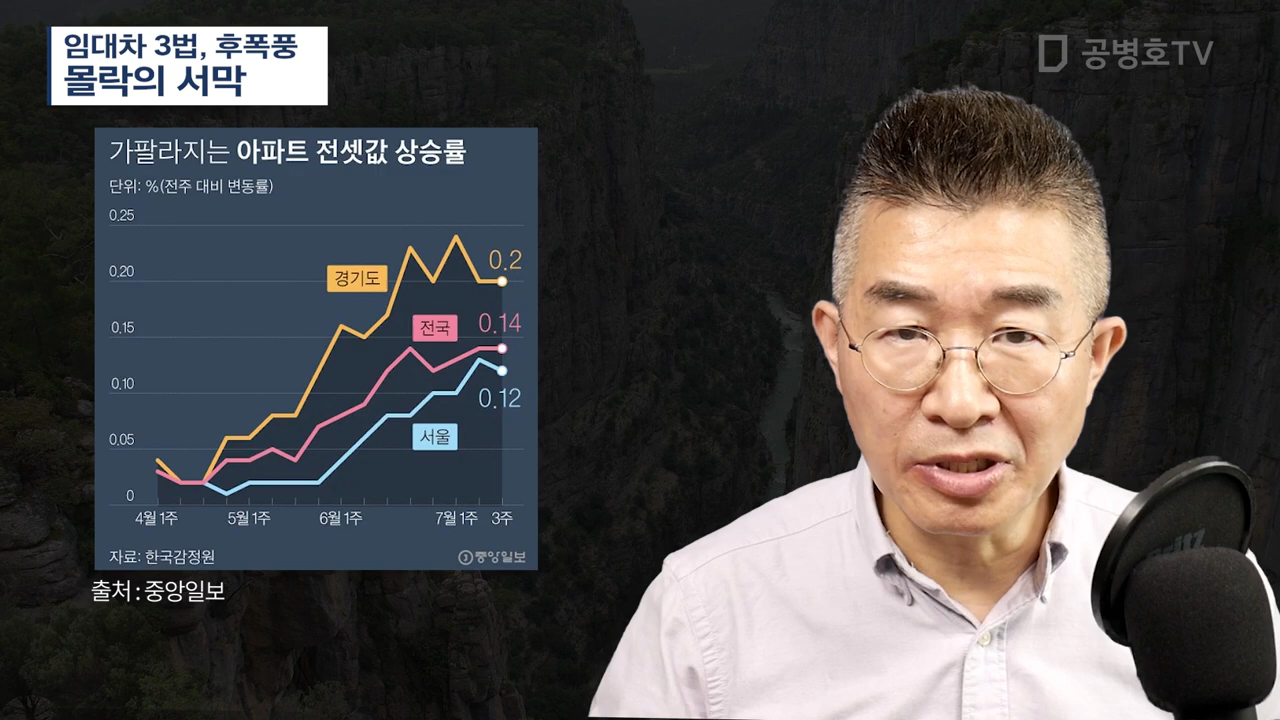 임대차 3법, 후폭풍
몰락의 서막
공병호TV
가팔라지는 아파트 전셋값 상승률
단위: %(전주 대비 변동률)
0.25
0.20
0.15
0.10
0.05
0
경기도
0.2
전국
0.14
서울
0.12
4월 1주
5월 1주
6월 1주
7월 1주
3주
자료: 한국감정원
중앙일보
출처 : 중앙일보